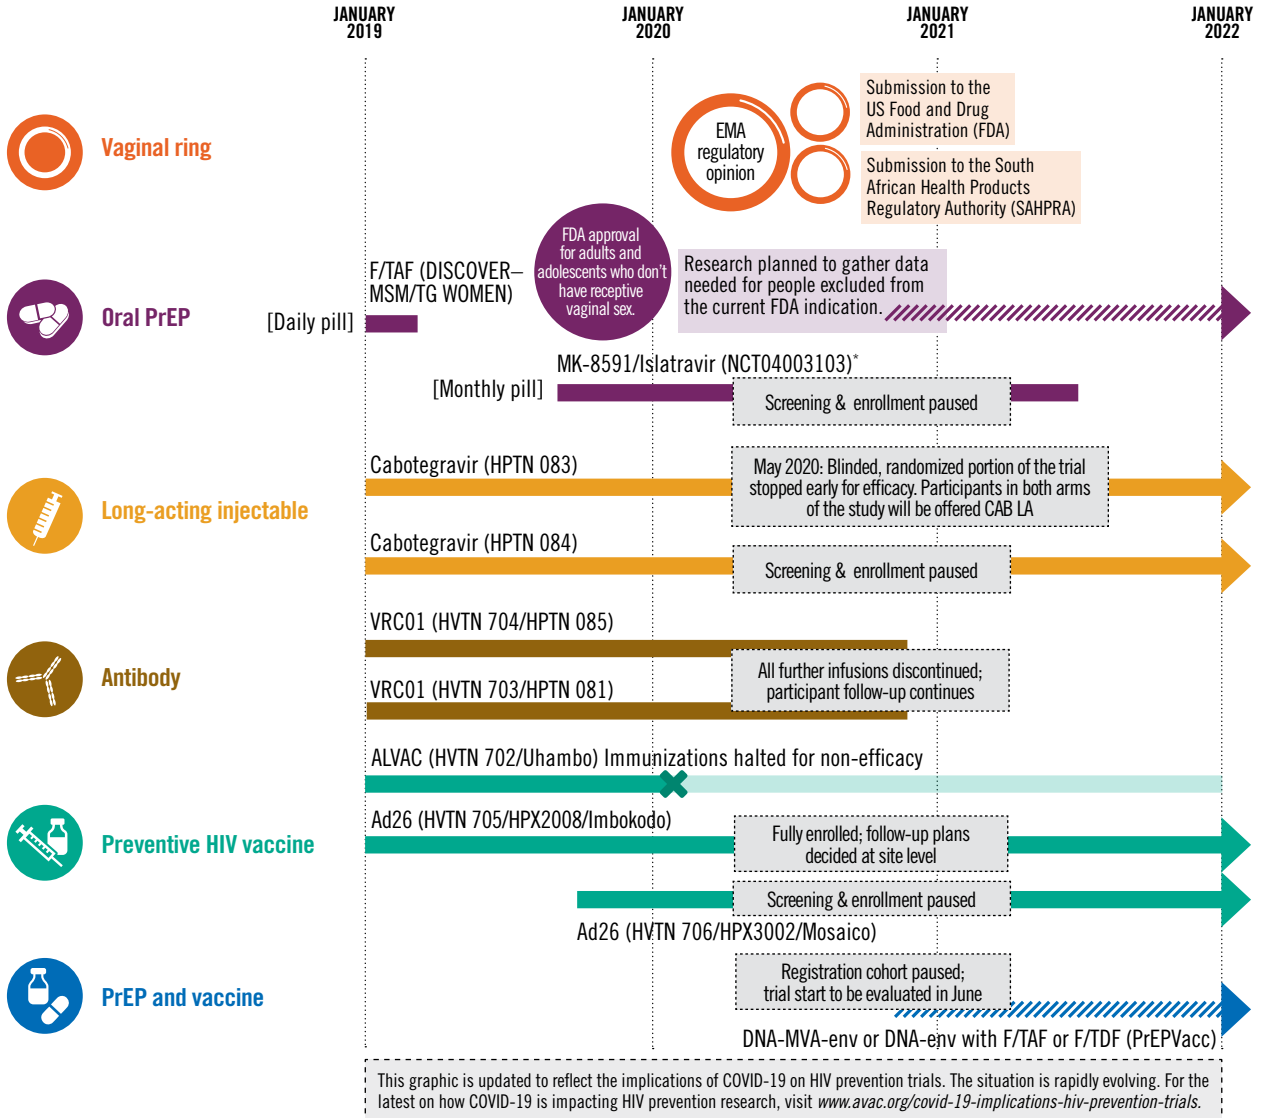 JANUARY
2019
JANUARY
2020
JANUARY
2021
JANUARY
2022
Vaginal ring
EMA
regulatory
opinion
Submission to the
US Food and Drug
Administration (FDA)
Submission to the South
African Health Products
Regulatory Authority (SAHPRA)
Oral PrEP
[Daily pill]
F/TAF (DISCOVER–
MSM/TG WOMEN)
FDA approval
for adults and
adolescents who don't
have receptive
vaginal sex.
Research planned to gather data
needed for people excluded from
the current FDA indication.
[Monthly pill]
MK-8591/Islatravir (NCT04003103)*
Screening & enrollment paused
Long-acting injectable
Cabotegravir (HPTN 083)
May 2020: Blinded, randomized portion of the trial
stopped early for efficacy. Participants in both arms
of the study will be offered CAB LA
Cabotegravir (HPTN 084)
Screening & enrollment paused
Antibody
VRC01 (HVTN 704/HPTN 085)
VRC01 (HVTN 703/HPTN 081)
All further infusions discontinued;
participant follow-up continues
Preventive HIV vaccine
ALVAC (HVTN 702/Uhambo) Immunizations halted for non-efficacy
Ad26 (HVTN 705/HPX2008/Imbokodo)
Fully enrolled; follow-up plans
decided at site level
Screening & enrollment paused
Ad26 (HVTN 706/HPX3002/Mosaico)
PrEP and vaccine
Registration cohort paused;
trial start to be evaluated in June
DNA-MVA-env or DNA-env with F/TAF or F/TDF (PrEPVacc)
This graphic is updated to reflect the implications of COVID-19 on HIV prevention trials. The situation is rapidly evolving. For the
latest on how COVID-19 is impacting HIV prevention research, visit www.avac.org/covid-19-implications-hiv-prevention-trials.